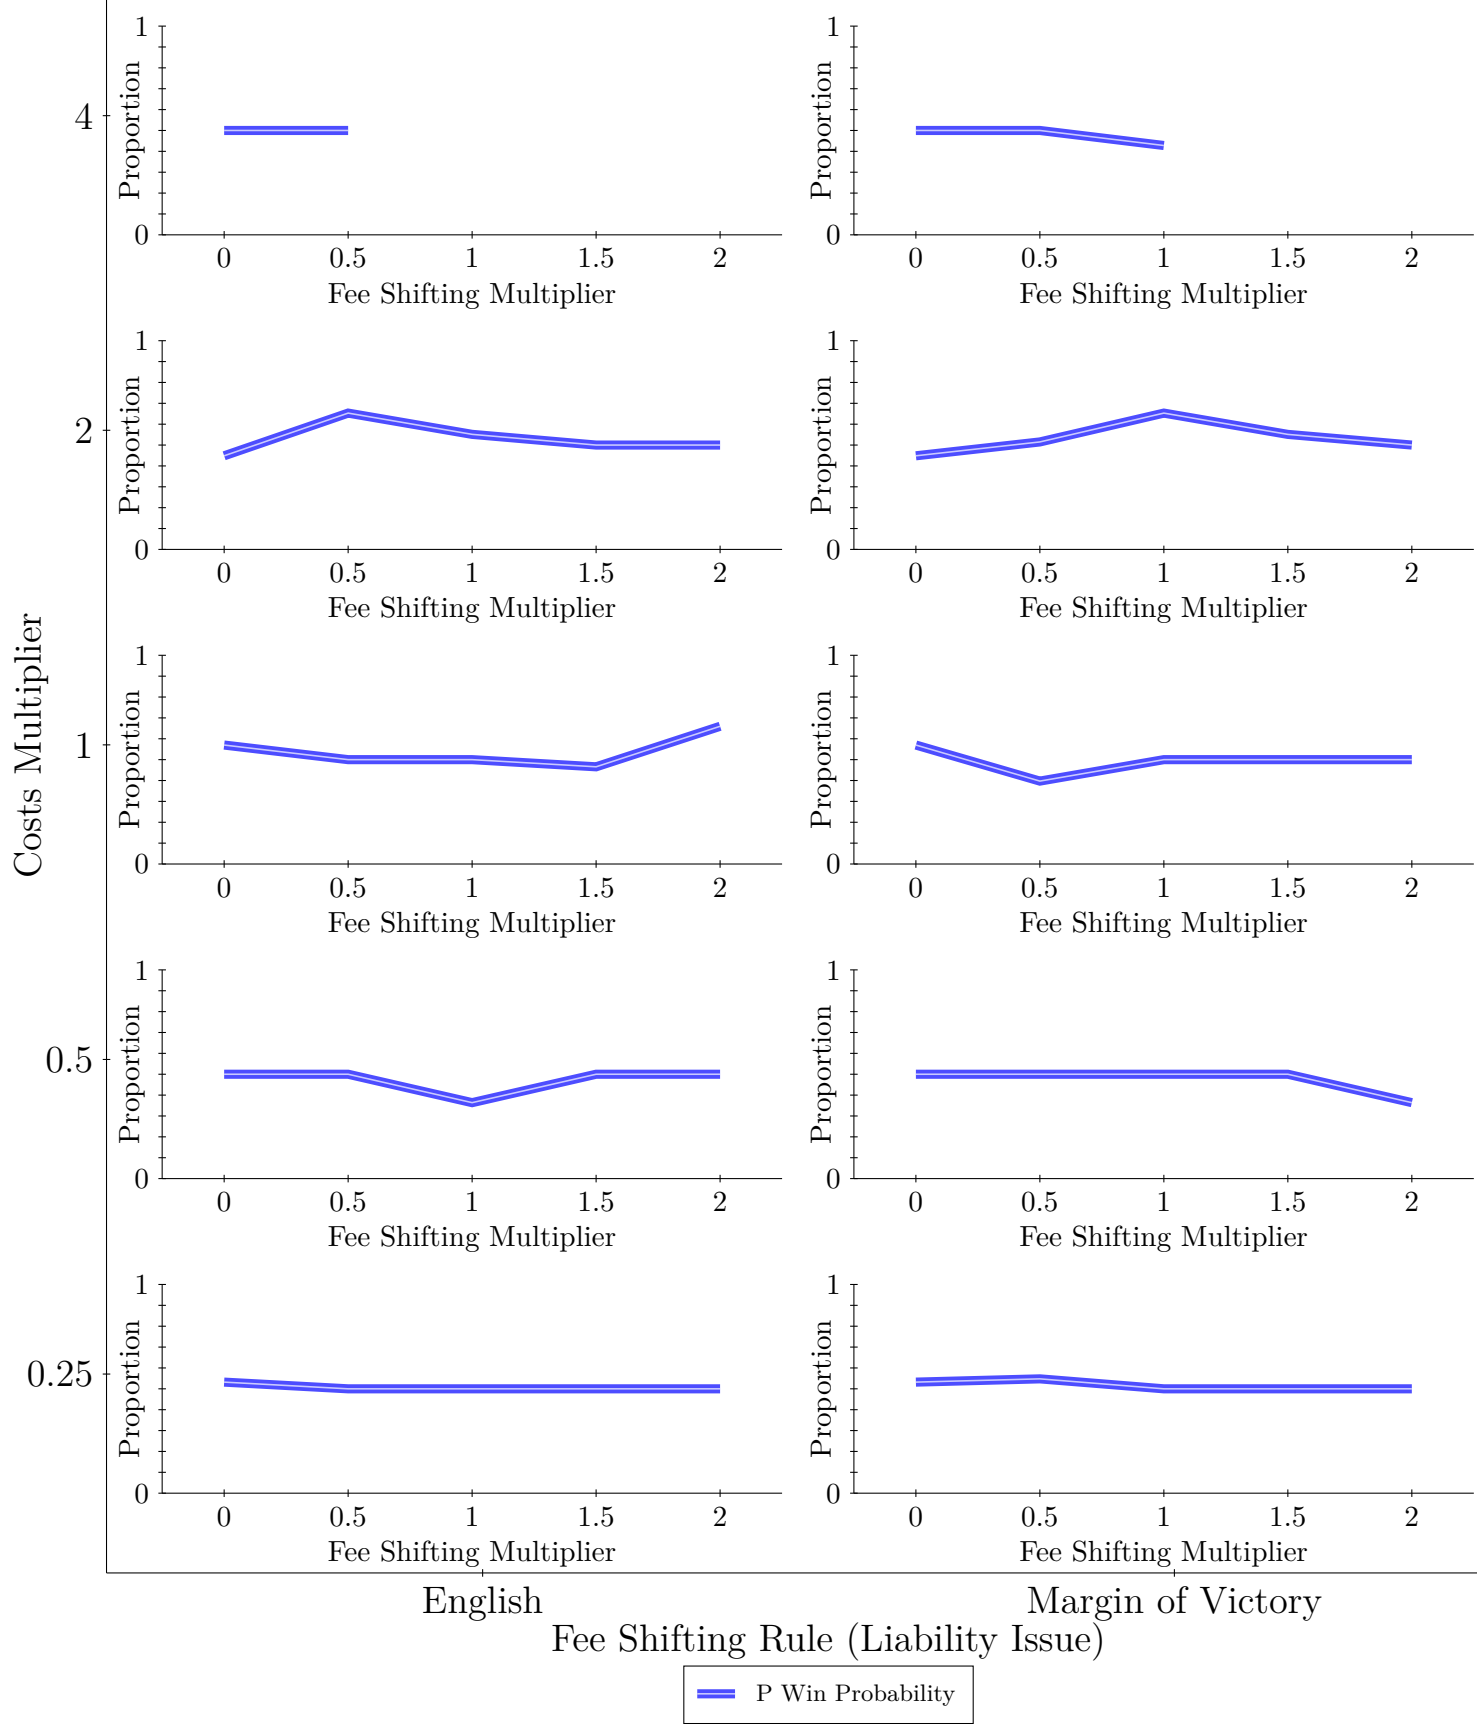 1
Proportion
0
0 0.5 1 1.5 2
Fee Shifting Multiplier
1
Proportion
0
0 0.5 1 1.5 2
Fee Shifting Multiplier
4
1
Proportion
0
0 0.5 1 1.5 2
Fee Shifting Multiplier
1
Proportion
0
0 0.5 1 1.5 2
Fee Shifting Multiplier
2
1
Proportion
0
0 0.5 1 1.5 2
Fee Shifting Multiplier
1
Proportion
0
0 0.5 1 1.5 2
Fee Shifting Multiplier
1
Costs Multiplier
1
Proportion
0
0 0.5 1 1.5 2
Fee Shifting Multiplier
1
Proportion
0
0 0.5 1 1.5 2
Fee Shifting Multiplier
0.5
1
Proportion
0
0 0.5 1 1.5 2
Fee Shifting Multiplier
1
Proportion
0
0 0.5 1 1.5 2
Fee Shifting Multiplier
0.25
English
Margin of Victory
Fee Shifting Rule (Liability Issue)
P Win Probability